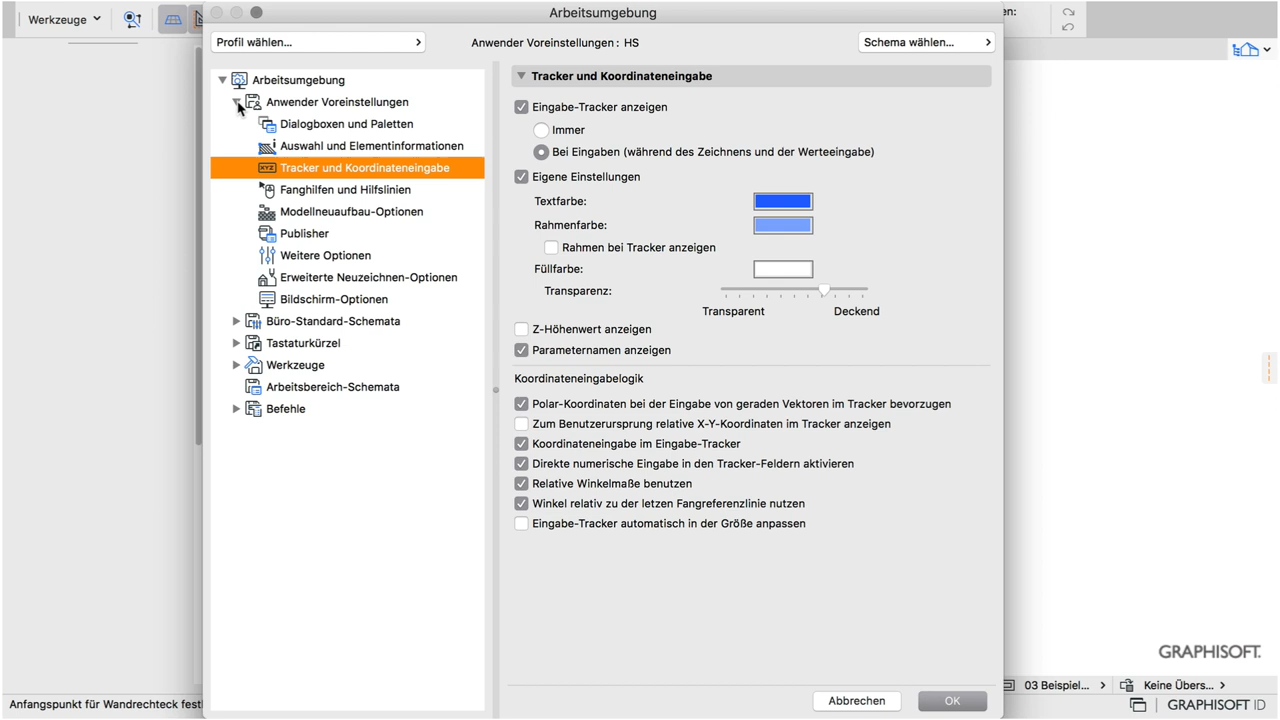 Arbeitsumgebung
Werkzeuge
en:
Profil wählen...
Anwender Voreinstellungen : HS
Schema wählen...
Arbeitsumgebung
Anwender Voreinstellungen
Dialogboxen und Paletten
Auswahl und Elementinformationen
XYZ Tracker und Koordinateneingabe
Fanghilfen und Hilfslinien
Modellneuaufbau-Optionen
Publisher
Weitere Optionen
Erweiterte Neuzeichnen-Optionen
Bildschirm-Optionen
Büro-Standard-Schemata
Tastaturkürzel
Werkzeuge
Arbeitsbereich-Schemata
Befehle
Tracker und Koordinateneingabe
Eingabe-Tracker anzeigen
Immer
Bei Eingaben (während des Zeichnens und der Werteeingabe)
Eigene Einstellungen
Textfarbe:
Rahmenfarbe:
Rahmen bei Tracker anzeigen
Füllfarbe:
Transparenz:
Transparent Deckend
Z-Höhenwert anzeigen
Parameternamen anzeigen
Koordinateneingabelogik
Polar-Koordinaten bei der Eingabe von geraden Vektoren im Tracker bevorzugen
Zum Benutzerursprung relative X-Y-Koordinaten im Tracker anzeigen
Koordinateneingabe im Eingabe-Tracker
Direkte numerische Eingabe in den Tracker-Feldern aktivieren
Relative Winkelmaße benutzen
Winkel relativ zu der letzen Fangreferenzlinie nutzen
Eingabe-Tracker automatisch in der Größe anpassen
Abbrechen
OK
GRAPHISOFT.
03 Beispiel...
Keine Übers...
Anfangspunkt für Wandrechteck festl
GRAPHISOFT ID